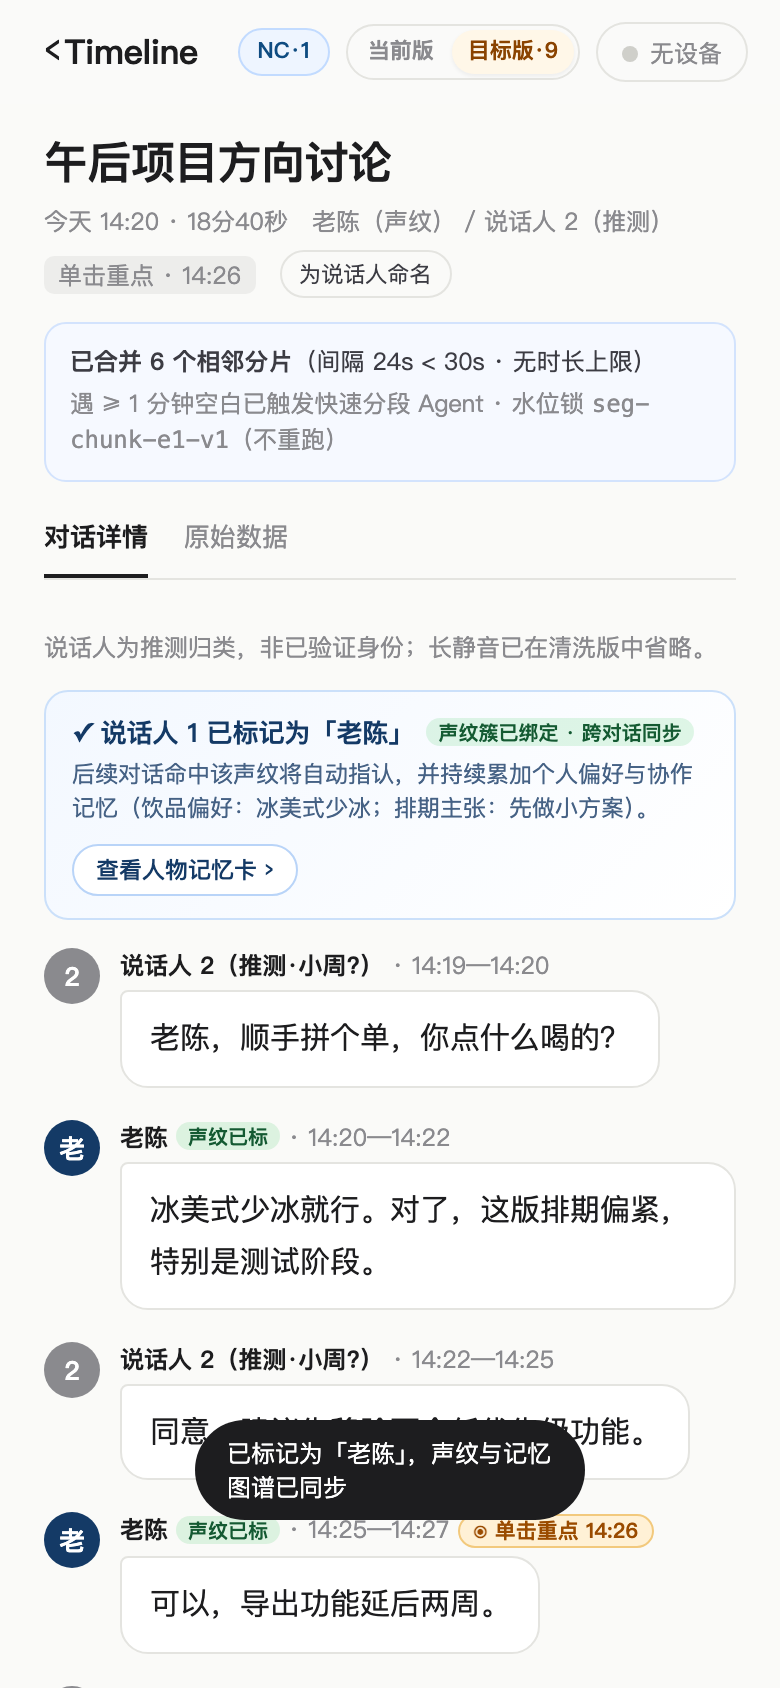 <Timeline NC·1 当前版 目标版·9 无设备
午后项目方向讨论
今天 14:20 · 18分40秒 老陈（声纹） / 说话人 2（推测）
单击重点 · 14:26 为说话人命名
已合并 6 个相邻分片（间隔 24s < 30s · 无时长上限）
遇 ≥ 1 分钟空白已触发快速分段 Agent · 水位锁 seg-
chunk-e1-v1（不重跑）
对话详情 原始数据
说话人为推测归类，非已验证身份；长静音已在清洗版中省略。
✓ 说话人 1 已标记为「老陈」 声纹簇已绑定 · 跨对话同步
后续对话命中该声纹将自动指认，并持续累加个人偏好与协作
记忆（饮品偏好：冰美式少冰；排期主张：先做小方案）。
查看人物记忆卡 ›
2 说话人 2（推测·小周?） · 14:19—14:20
老陈，顺手拼个单，你点什么喝的?
老 老陈 声纹已标 · 14:20—14:22
冰美式少冰就行。对了，这版排期偏紧，
特别是测试阶段。
2 说话人 2（推测·小周?） · 14:22—14:25
同意 功能。
已标记为「老陈」，声纹与记忆
图谱已同步
老 老陈 声纹已标 · 14:25—14:27 ◉ 单击重点 14:26
可以，导出功能延后两周。